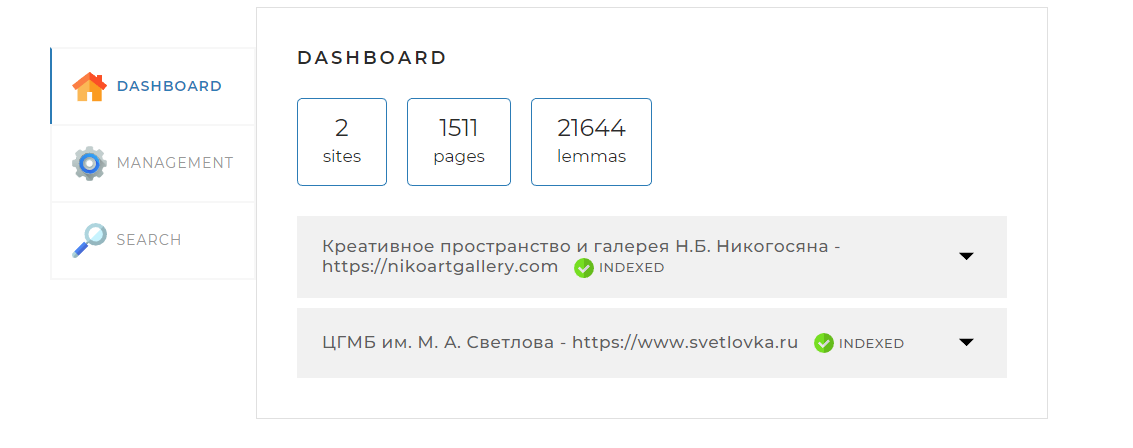 DASHBOARD
MANAGEMENT
SEARCH
DASHBOARD
2
sites
1511
pages
21644
lemmas
Креативное пространство и галерея Н.Б. Никогосяна -
https://nikoartgallery.com INDEXED
ЦГМБ им. М. А. Светлова - https://www.svetlovka.ru INDEXED